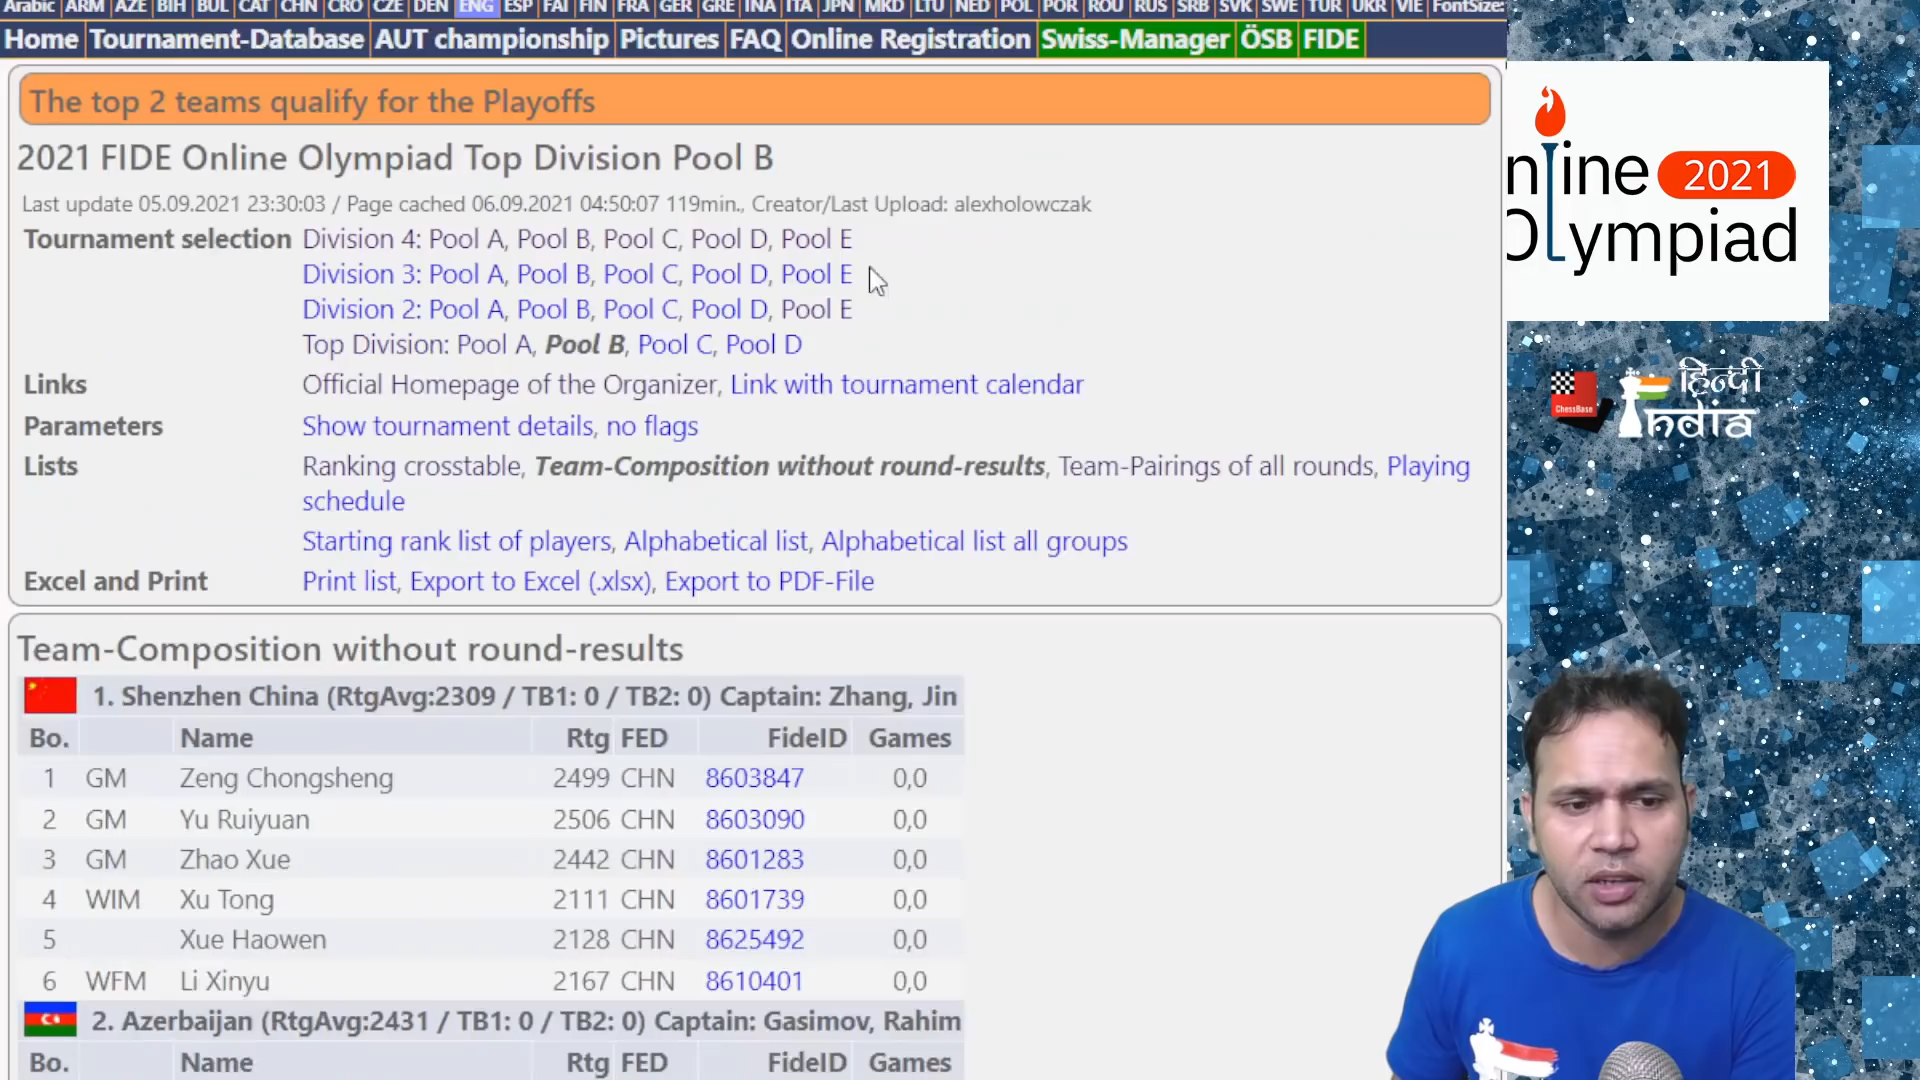 Arabic ARM AZE BIH BUL CAT CHN CRO CZE DEN ENG ESP FAI FIN FRA GER GRE INA ITA JPN MKD LTU NED POL POR ROU RUS SRB SVK SWE TUR UKR VIE FontSize:
Home Tournament-Database AUT championship Pictures FAQ Online Registration Swiss-Manager ÖSB FIDE
The top 2 teams qualify for the Playoffs
2021 FIDE Online Olympiad Top Division Pool B
Last update 05.09.2021 23:30:03 / Page cached 06.09.2021 04:50:07 119min., Creator/Last Upload: alexholowczak
Tournament selection Division 4: Pool A, Pool B, Pool C, Pool D, Pool E
Division 3: Pool A, Pool B, Pool C, Pool D, Pool E
Division 2: Pool A, Pool B, Pool C, Pool D, Pool E
Top Division: Pool A, Pool B, Pool C, Pool D
Links Official Homepage of the Organizer, Link with tournament calendar
Parameters Show tournament details, no flags
Lists Ranking crosstable, Team-Composition without round-results, Team-Pairings of all rounds, Playing
schedule
Starting rank list of players, Alphabetical list, Alphabetical list all groups
Excel and Print Print list, Export to Excel (.xlsx), Export to PDF-File
Team-Composition without round-results
1. Shenzhen China (RtgAvg:2309 / TB1: 0 / TB2: 0) Captain: Zhang, Jin
Bo. Name Rtg FED FideID Games
1 GM Zeng Chongsheng 2499 CHN 8603847 0,0
2 GM Yu Ruiyuan 2506 CHN 8603090 0,0
3 GM Zhao Xue 2442 CHN 8601283 0,0
4 WIM Xu Tong 2111 CHN 8601739 0,0
5 Xue Haowen 2128 CHN 8625492 0,0
6 WFM Li Xinyu 2167 CHN 8610401 0,0
2. Azerbaijan (RtgAvg:2431 / TB1: 0 / TB2: 0) Captain: Gasimov, Rahim
Bo. Name Rtg FED FideID Games
nline 2021
Olympiad
ChessBase
हिन्दी
India